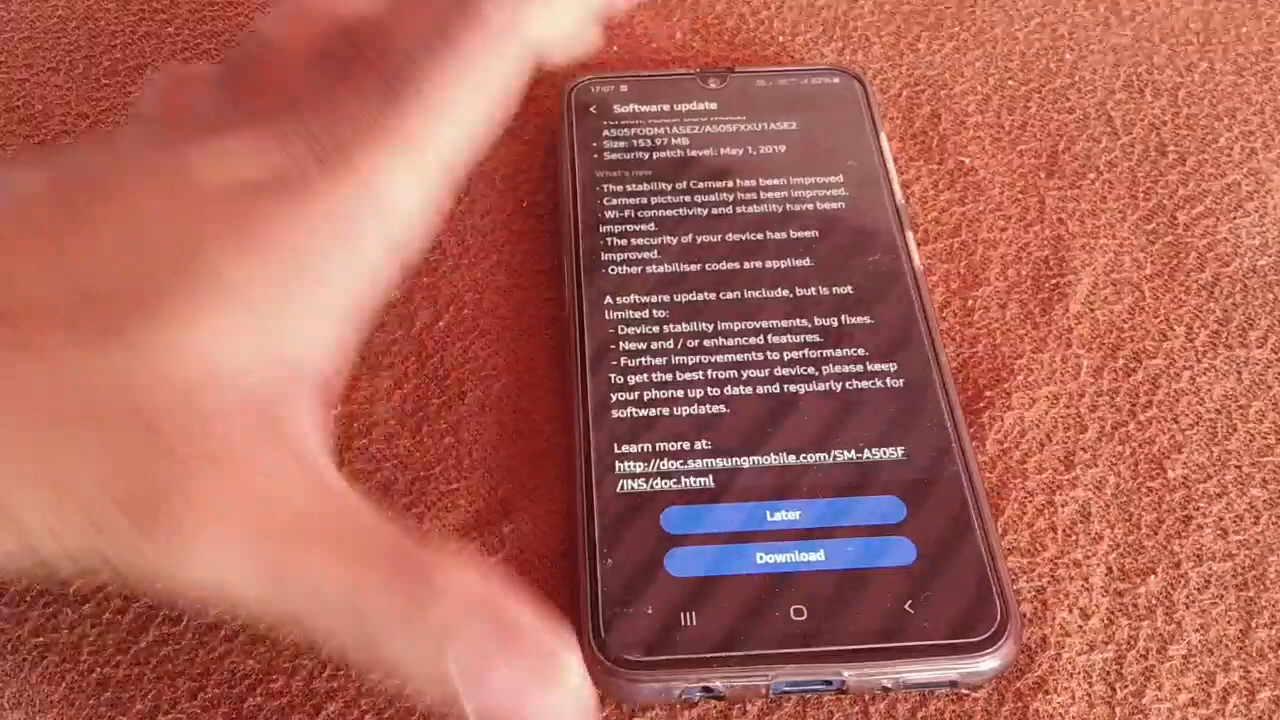 17:07
Software update
A505FODM1ASE2/A505FXXU1ASE2
• Size: 153.97 MB
• Security patch level: May 1, 2019
What's new
· The stability of Camera has been improved
· Camera picture quality has been improved.
· Wi-Fi connectivity and stability have been
improved.
· The security of your device has been
improved.
· Other stabiliser codes are applied.
A software update can include, but is not
limited to:
- Device stability improvements, bug fixes.
- New and / or enhanced features.
- Further improvements to performance.
To get the best from your device, please keep
your phone up to date and regularly check for
software updates.
Learn more at:
http://doc.samsungmobile.com/SM-A505F
/INS/doc.html
Later
Download